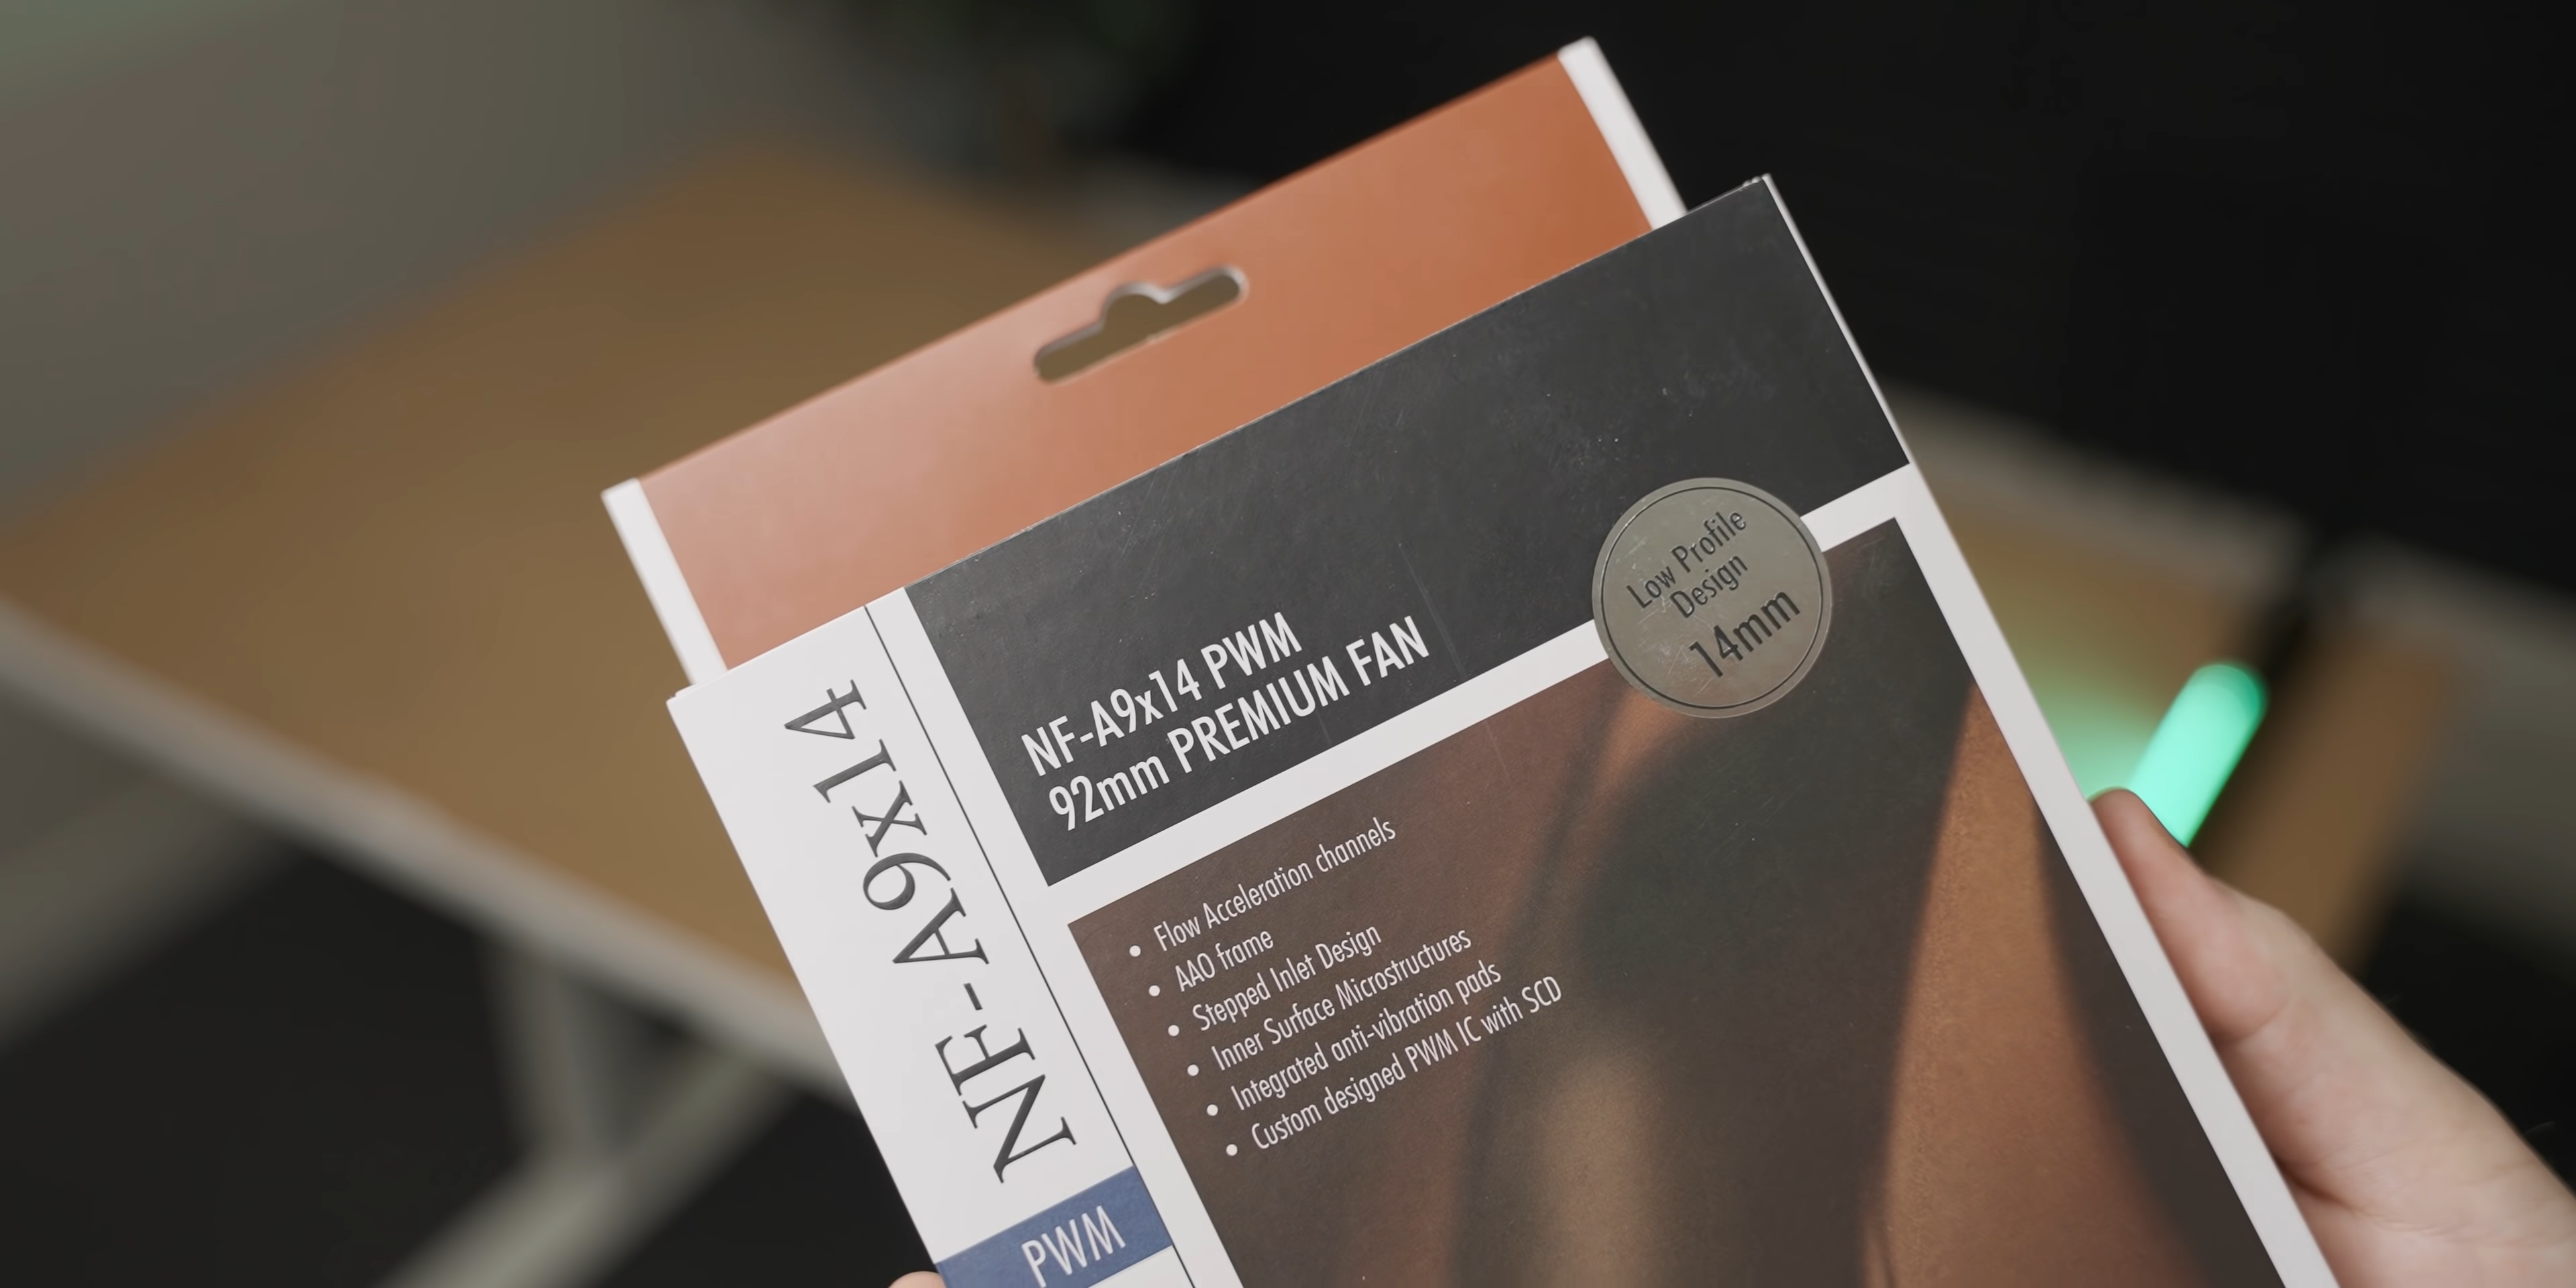 NF-A9x14 PWM
92mm PREMIUM FAN
Low Profile
Design
14mm
Flow Acceleration channels
AAO frame
Stepped Inlet Design
Inner Surface Microstructures
Integrated anti-vibration pads
Custom designed PWM IC with SCD
NF-A9x14
PWM